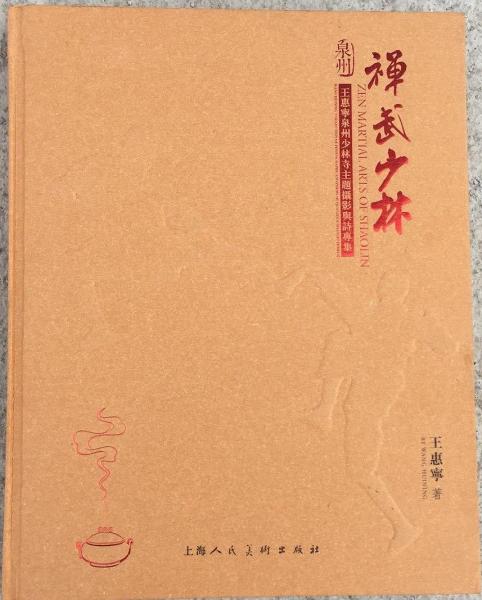 泉州
禅武少林
ZEN MARTIAL ARTS OF SHAOLIN
王惠寧泉州少林寺主題攝影與詩專集
王惠寧 著
BY WANG HUINING
上海人民美術出版社